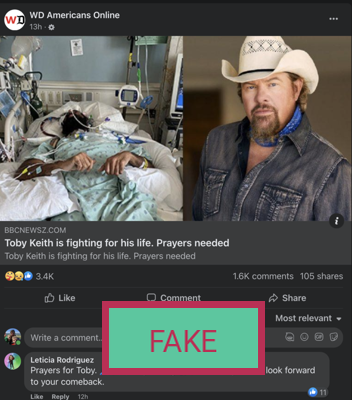 WD
WD Americans Online
13h
BBCNEWSZ.COM
Toby Keith is fighting for his life. Prayers needed
Toby Keith is fighting for his life. Prayers needed
3.4K 1.6K comments 105 shares
Like Comment Share
Most relevant
Write a comment..
FAKE
Leticia Rodriguez
Prayers for Toby. look forward
to your comeback.
11
Like Reply 12h